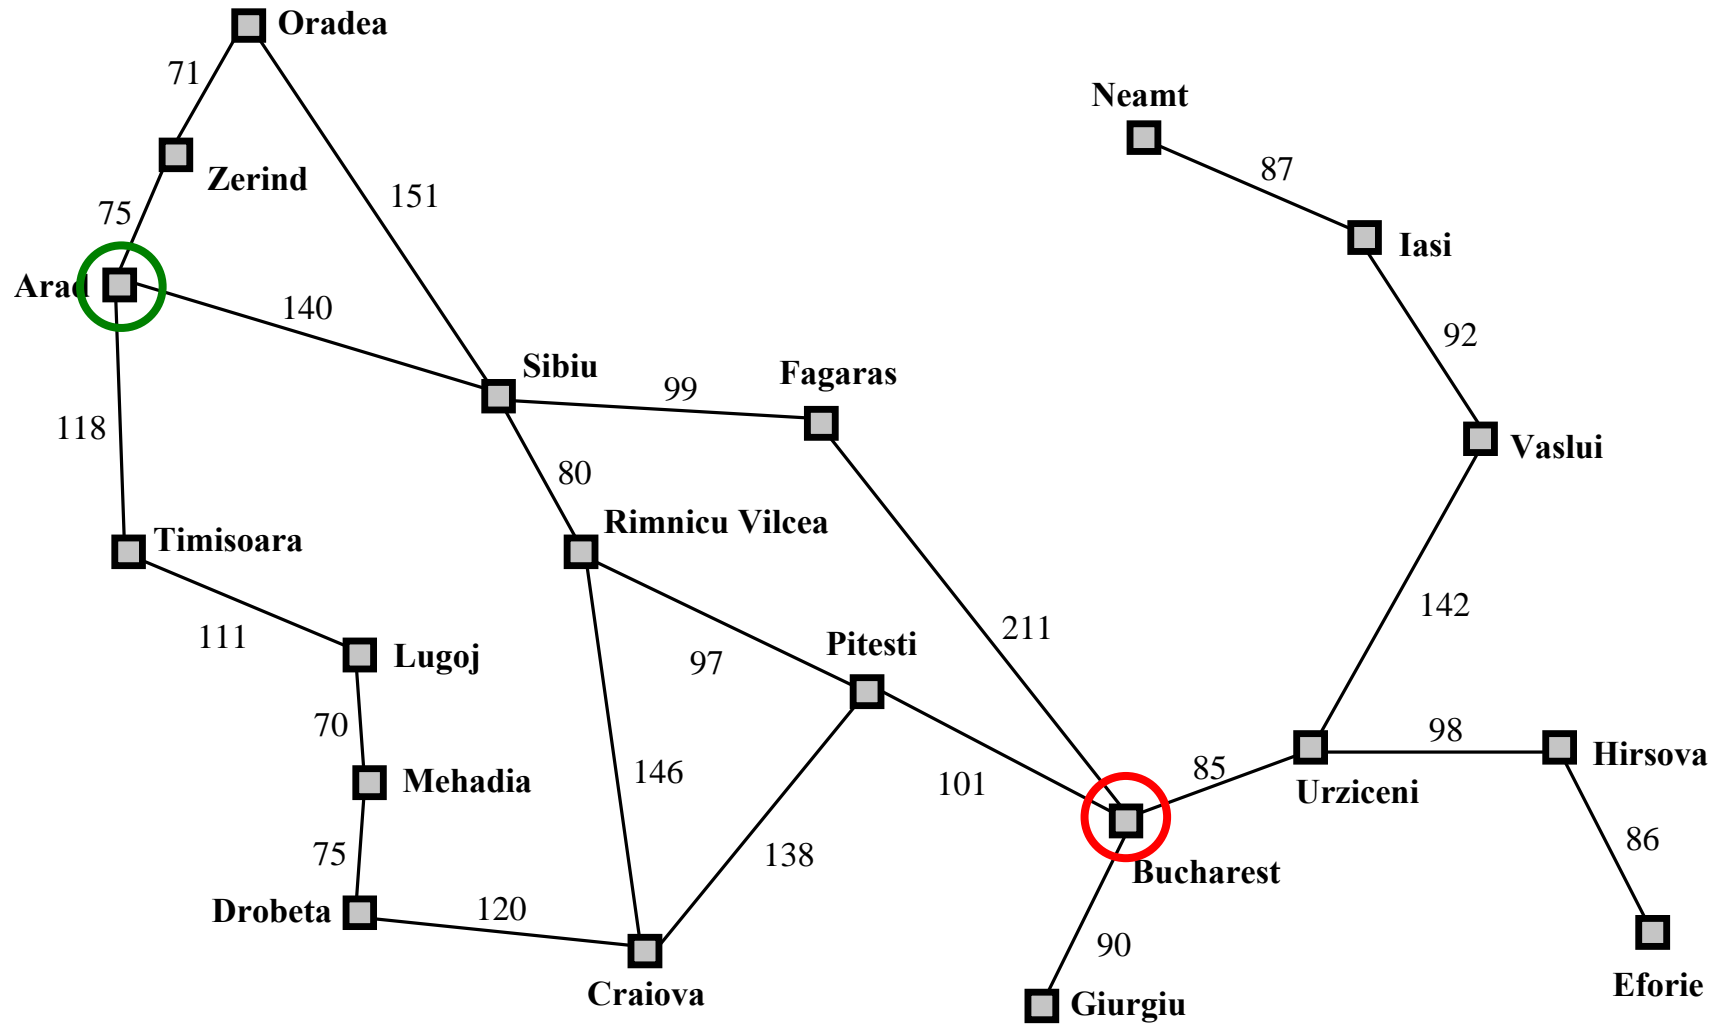 Oradea
71
Neamt
87
Zerind
151
75
Iasi
Arad
140
92
Sibiu
99
Fagaras
118
Vaslui
80
Rimnicu Vilcea
Timisoara
142
111
211
Lugoj
97
Pitesti
70
98
Hirsova
146
85
Mehadia
101
Urziceni
86
75
138
Bucharest
Drobeta
120
90
Craiova
Giurgiu
Eforie